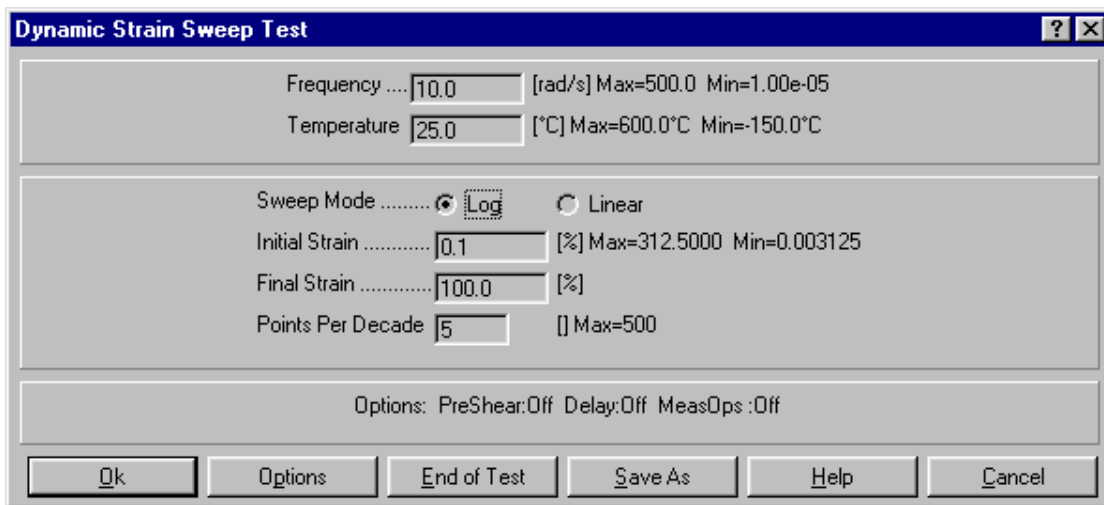 Dynamic Strain Sweep Test
Frequency .... 10.0 [rad/s] Max=500.0 Min=1.00e-05
Temperature 25.0 [°C] Max=600.0°C Min=-150.0°C
Sweep Mode ......... Log Linear
Initial Strain ............ 0.1 [%] Max=312.5000 Min=0.003125
Final Strain ............. 100.0 [%]
Points Per Decade 5 [] Max=500
Options: PreShear:Off Delay:Off MeasOps :Off
Ok Options End of Test Save As Help Cancel